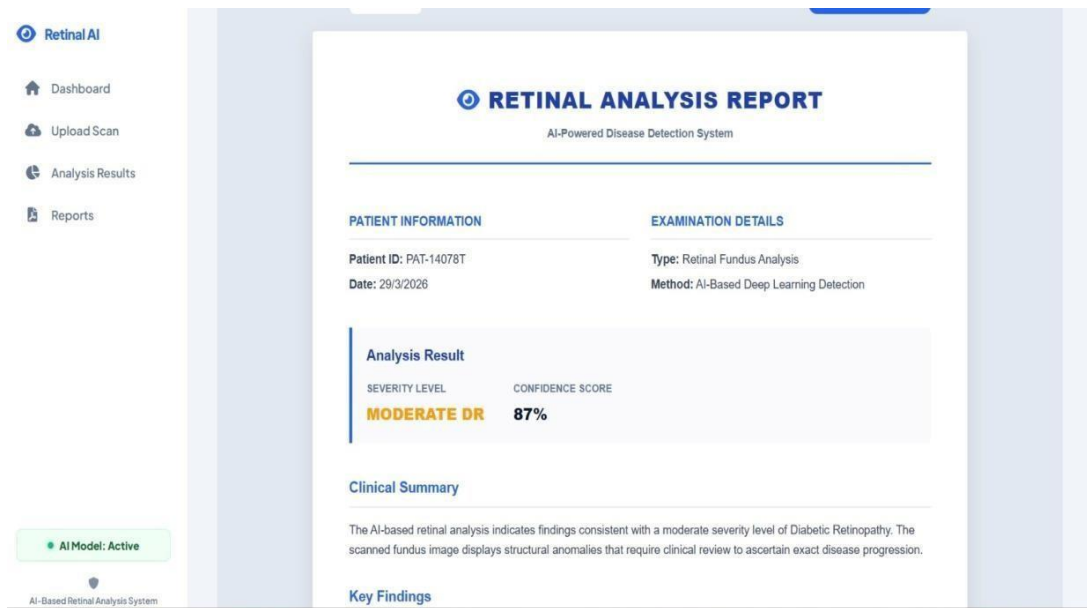 Retinal AI
Dashboard
Upload Scan
Analysis Results
Reports
AI Model: Active
AI-Based Retinal Analysis System
RETINAL ANALYSIS REPORT
AI-Powered Disease Detection System
PATIENT INFORMATION
Patient ID: PAT-14078T
Date: 29/3/2026
EXAMINATION DETAILS
Type: Retinal Fundus Analysis
Method: AI-Based Deep Learning Detection
Analysis Result
SEVERITY LEVEL
MODERATE DR
CONFIDENCE SCORE
87%
Clinical Summary
The AI-based retinal analysis indicates findings consistent with a moderate severity level of Diabetic Retinopathy. The
scanned fundus image displays structural anomalies that require clinical review to ascertain exact disease progression.
Key Findings